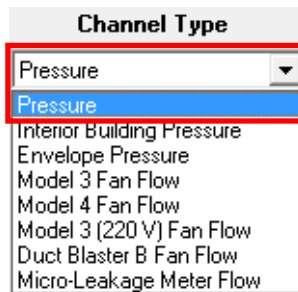 Channel Type
Pressure
Pressure
Interior Building Pressure
Envelope Pressure
Model 3 Fan Flow
Model 4 Fan Flow
Model 3 (220 V) Fan Flow
Duct Blaster B Fan Flow
Micro-Leakage Meter Flow